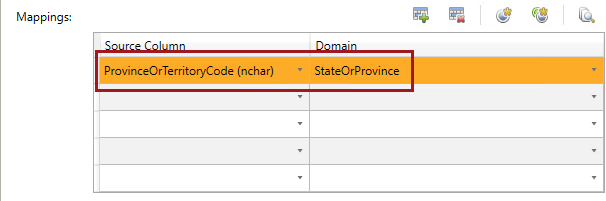 Mappings:
Source Column Domain
ProvinceOrTerritoryCode (nchar) StateOrProvince